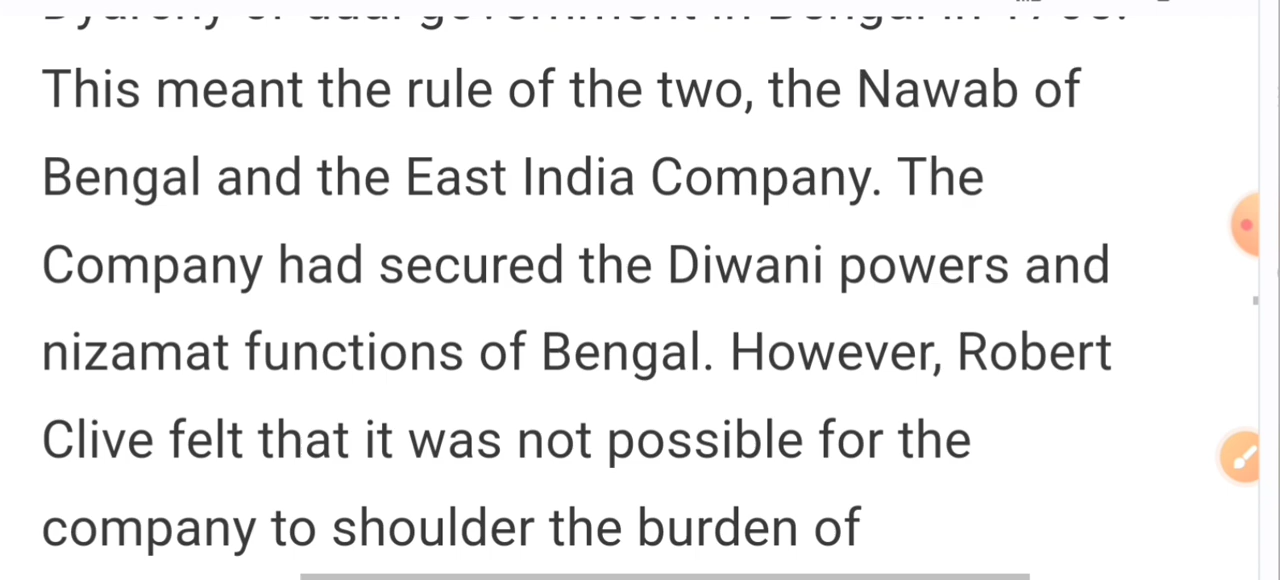 This meant the rule of the two, the Nawab of
Bengal and the East India Company. The
Company had secured the Diwani powers and
nizamat functions of Bengal. However, Robert
Clive felt that it was not possible for the
company to shoulder the burden of